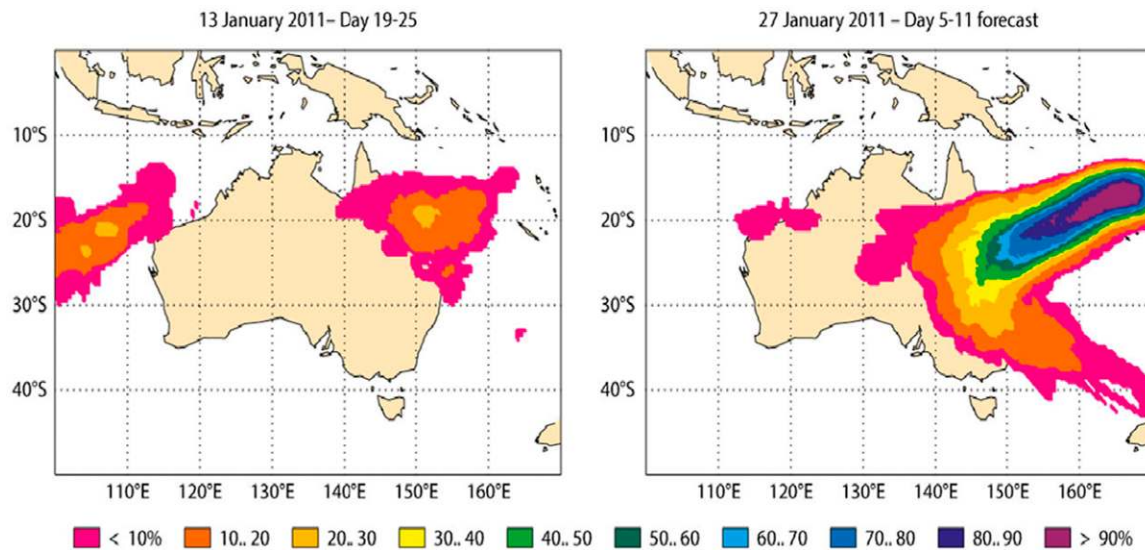 13 January 2011– Day 19-25
27 January 2011 – Day 5-11 forecast
10°S
20°S
30°S
40°S
10°S
20°S
30°S
40°S
110°E 120°E 130°E 140°E 150°E 160°E
110°E 120°E 130°E 140°E 150°E 160°E
< 10% 10.. 20 20.. 30 30.. 40 40.. 50 50.. 60 60.. 70 70.. 80 80.. 90 > 90%